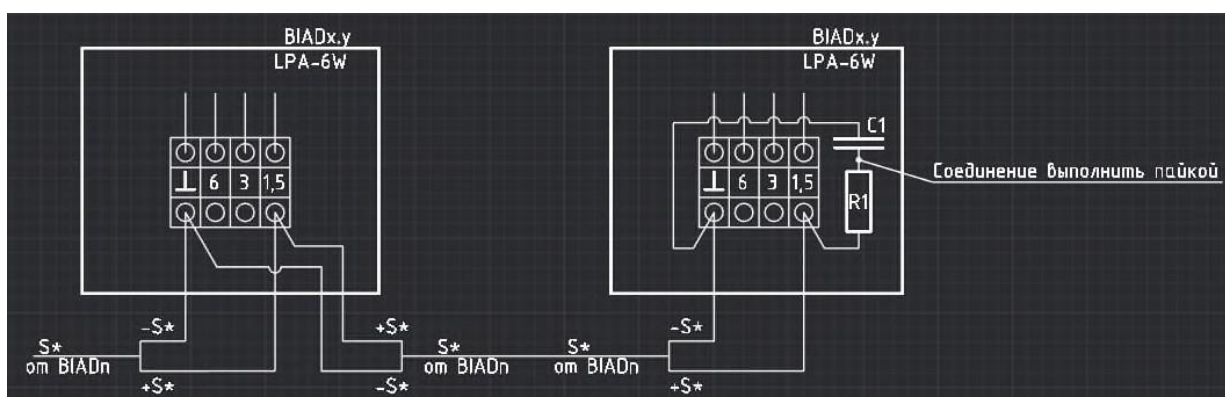 BIADx.y
LPA-6W
⊥ 6 3 1,5
-S*
+S*
S*
от BIADn
+S*
-S*
S*
от BIADn
BIADx.y
LPA-6W
C1
⊥ 6 3 1,5
R1
Соединение выполнить пайкой
S*
от BIADn
-S*
+S*